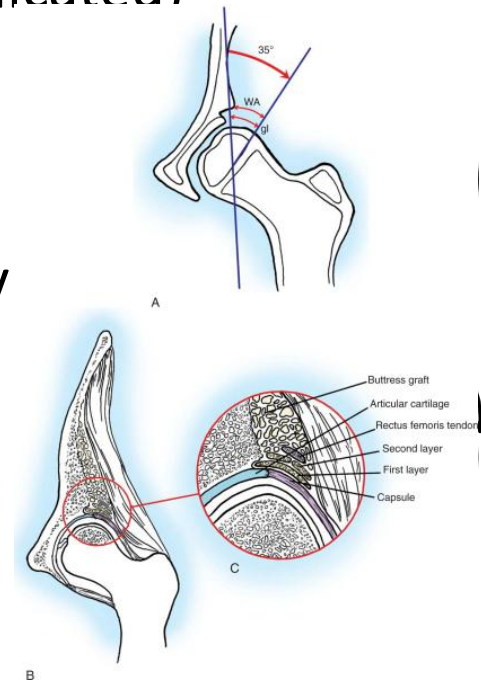 35°
WA
gl
A
Buttress graft
Articular cartilage
Rectus femoris tendon
Second layer
First layer
Capsule
C
B